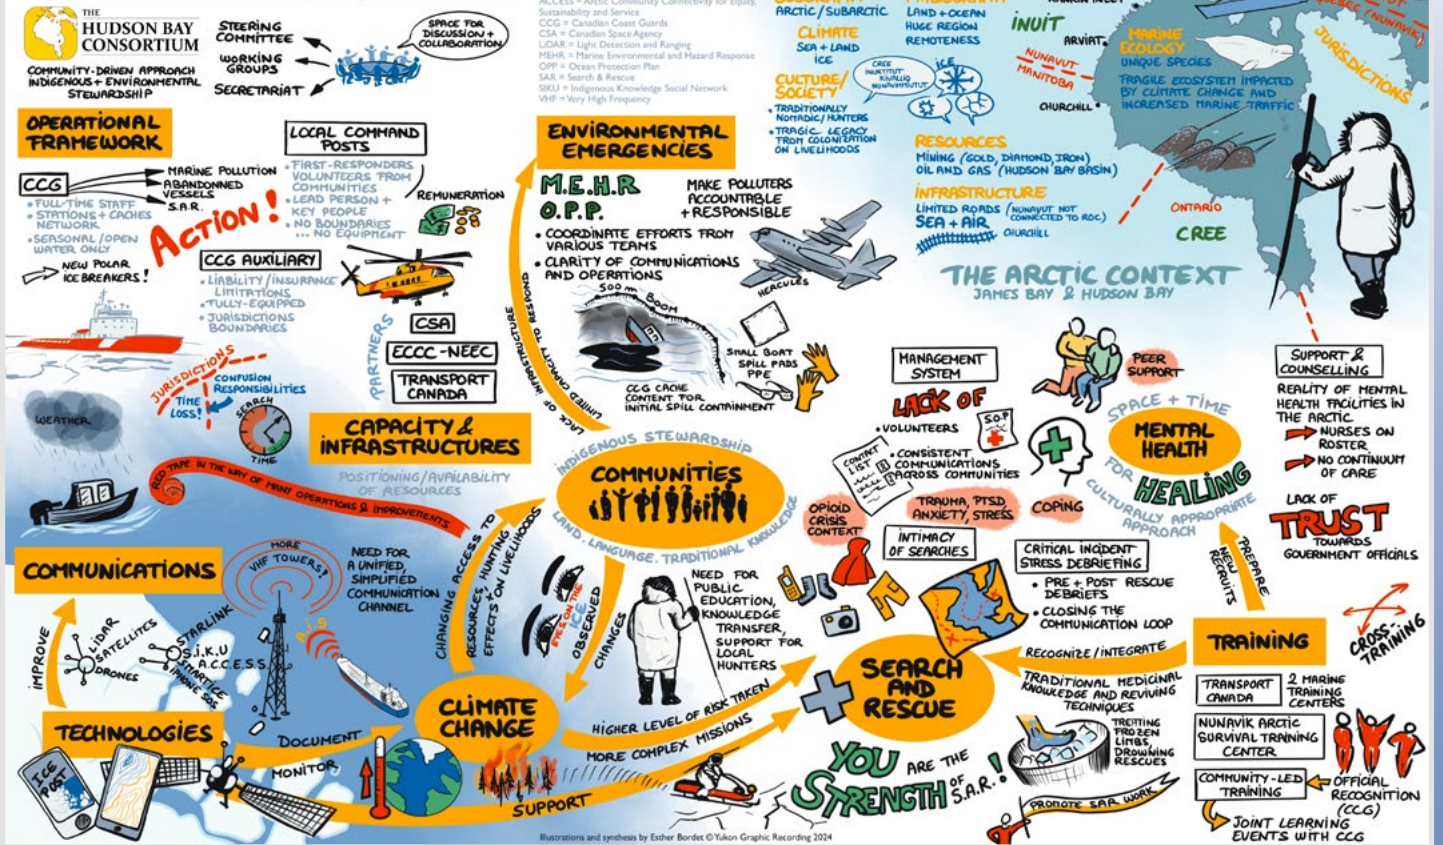 THE
HUDSON BAY
CONSORTIUM
COMMUNITY-DRIVEN APPROACH
INDIGENOUS + ENVIRONMENTAL
STEWARDSHIP
STEERING
COMMITTEE
WORKING
GROUPS
SECRETARIAT
SPACE FOR
DISCUSSION +
COLLABORATION
ACCESS = Arctic Community Connectivity for Equity,
Sustainability and Service
CCG = Canadian Coast Guards
CSA = Canadian Space Agency
LiDAR = Light Detection and Ranging
MEHR = Marine Environmental and Hazard Response
OPP = Ocean Protection Plan
SAR = Search & Rescue
SIKU = Indigenous Knowledge Social Network
VHF = Very High Frequency
ARCTIC/SUBARCTIC
CLIMATE
SEA + LAND
ICE
CULTURE/
SOCIETY
• TRADITIONALLY
NOMADIC/HUNTERS
• TRAGIC LEGACY
FROM COLONIZATION
ON LIVELIHOODS
LAND + OCEAN
HUGE REGION
REMOTENESS
CREE
INUKTITUT
ICE
RESOURCES
MINING (GOLD, DIAMOND, IRON)
OIL AND GAS (HUDSON BAY BASIN)
INFRASTRUCTURE
LIMITED ROADS (NUNAVUT NOT
CONNECTED TO ROC)
SEA + AIR
CHURCHILL
INUIT
ARVIAT
NUNAVUT
MANITOBA
CHURCHILL
MARINE
ECOLOGY
UNIQUE SPECIES
FRAGILE ECOSYSTEM IMPACTED
BY CLIMATE CHANGE AND
INCREASED MARINE TRAFFIC
QUEBEC (NUNAVIK)
JURISDICTIONS
ONTARIO
CREE
THE ARCTIC CONTEXT
JAMES BAY & HUDSON BAY
OPERATIONAL
FRAMEWORK
CCG
MARINE POLLUTION
ABANDONNED
VESSELS
S.A.R.
• FULL-TIME STAFF
• STATIONS + CACHES
NETWORK
• SEASONAL/OPEN
WATER ONLY
NEW POLAR
ICE BREAKERS!
ACTION!
LOCAL COMMAND
POSTS
• FIRST-RESPONDERS
VOLUNTEERS FROM
COMMUNITIES
• LEAD PERSON +
KEY PEOPLE
• NO BOUNDARIES
... NO EQUIPMENT
REMUNERATION
CCG AUXILIARY
• LIABILITY/INSURANCE
LIMITATIONS
• FULLY-EQUIPPED
• JURISDICTIONS
BOUNDARIES
PARTNERS
CSA
ECCC-NEEC
TRANSPORT
CANADA
JURISDICTIONS
CONFUSION
RESPONSIBILITIES
TIME
LOSS!
SEARCH
TIME
WEATHER
CAPACITY &
INFRASTRUCTURES
POSITIONING/AVAILABILITY
OF RESOURCES
RED TAPE IN THE WAY OF MANY OPERATIONS & IMPROVEMENTS
ENVIRONMENTAL
EMERGENCIES
M.E.H.R
O.P.P.
MAKE POLLUTERS
ACCOUNTABLE
+ RESPONSIBLE
• COORDINATE EFFORTS FROM
VARIOUS TEAMS
• CLARITY OF COMMUNICATIONS
AND OPERATIONS
HERCULES
500 m BOOM
SMALL BOAT
SPILL PADS
PPE
CCG CACHE
CONTENT FOR
INITIAL SPILL CONTAINMENT
LACK OF INFRASTRUCTURE
LIMITED CAPACITY TO RESPOND
INDIGENOUS STEWARDSHIP
COMMUNITIES
LAND. LANGUAGE. TRADITIONAL KNOWLEDGE
MANAGEMENT
SYSTEM
LACK OF
• VOLUNTEERS
S.O.P
• CONSISTENT
COMMUNICATIONS
ACROSS COMMUNITIES
CONTACT
LIST
OPIOID
CRISIS
CONTEXT
TRAUMA, PTSD,
ANXIETY, STRESS
COPING
PEER
SUPPORT
SPACE + TIME
MENTAL
HEALTH
FOR
HEALING
CULTURALLY APPROPRIATE
APPROACH
SUPPORT &
COUNSELLING
REALITY OF MENTAL
HEALTH FACILITIES IN
THE ARCTIC
NURSES ON
ROSTER
NO CONTINUUM
OF CARE
LACK OF
TRUST
TOWARDS
GOVERNMENT OFFICIALS
INTIMACY
OF SEARCHES
CRITICAL INCIDENT
STRESS DEBRIEFING
• PRE + POST RESCUE
DEBRIEFS
• CLOSING THE
COMMUNICATION LOOP
PREPARE
NEW
RECRUITS
COMMUNICATIONS
MORE
VHF TOWERS!
NEED FOR
A UNIFIED,
SIMPLIFIED
COMMUNICATION
CHANNEL
IMPROVE
LiDAR
SATELLITES
DRONES
STARLINK
S.I.K.U
A.C.C.E.S.S.
SMARTICE
IPHONE SOS
A.I.S
CHANGING ACCESS TO
RESOURCES + HUNTING
EFFECTS ON LIVELIHOODS
EYES ON THE
ICE
OBSERVED
CHANGES
NEED FOR
PUBLIC
EDUCATION,
KNOWLEDGE
TRANSFER,
SUPPORT FOR
LOCAL
HUNTERS
TECHNOLOGIES
ICE
POST
DOCUMENT
MONITOR
CLIMATE
CHANGE
HIGHER LEVEL OF RISK TAKEN
MORE COMPLEX MISSIONS
SUPPORT
SEARCH
AND
RESCUE
YOU ARE THE
STRENGTH OF
S.A.R.!
RECOGNIZE/INTEGRATE
TRADITIONAL MEDICINAL
KNOWLEDGE AND REVIVING
TECHNIQUES
TREATING
FROZEN
LIMBS,
DROWNING
RESCUES
PROMOTE SAR WORK
TRAINING
CROSS-
TRAINING
TRANSPORT
CANADA
2 MARINE
TRAINING
CENTERS
NUNAVIK ARCTIC
SURVIVAL TRAINING
CENTER
COMMUNITY-LED
TRAINING
OFFICIAL
RECOGNITION
(CCG)
JOINT LEARNING
EVENTS WITH CCG
Illustrations and synthesis by Esther Bordet © Yukon Graphic Recording 2024